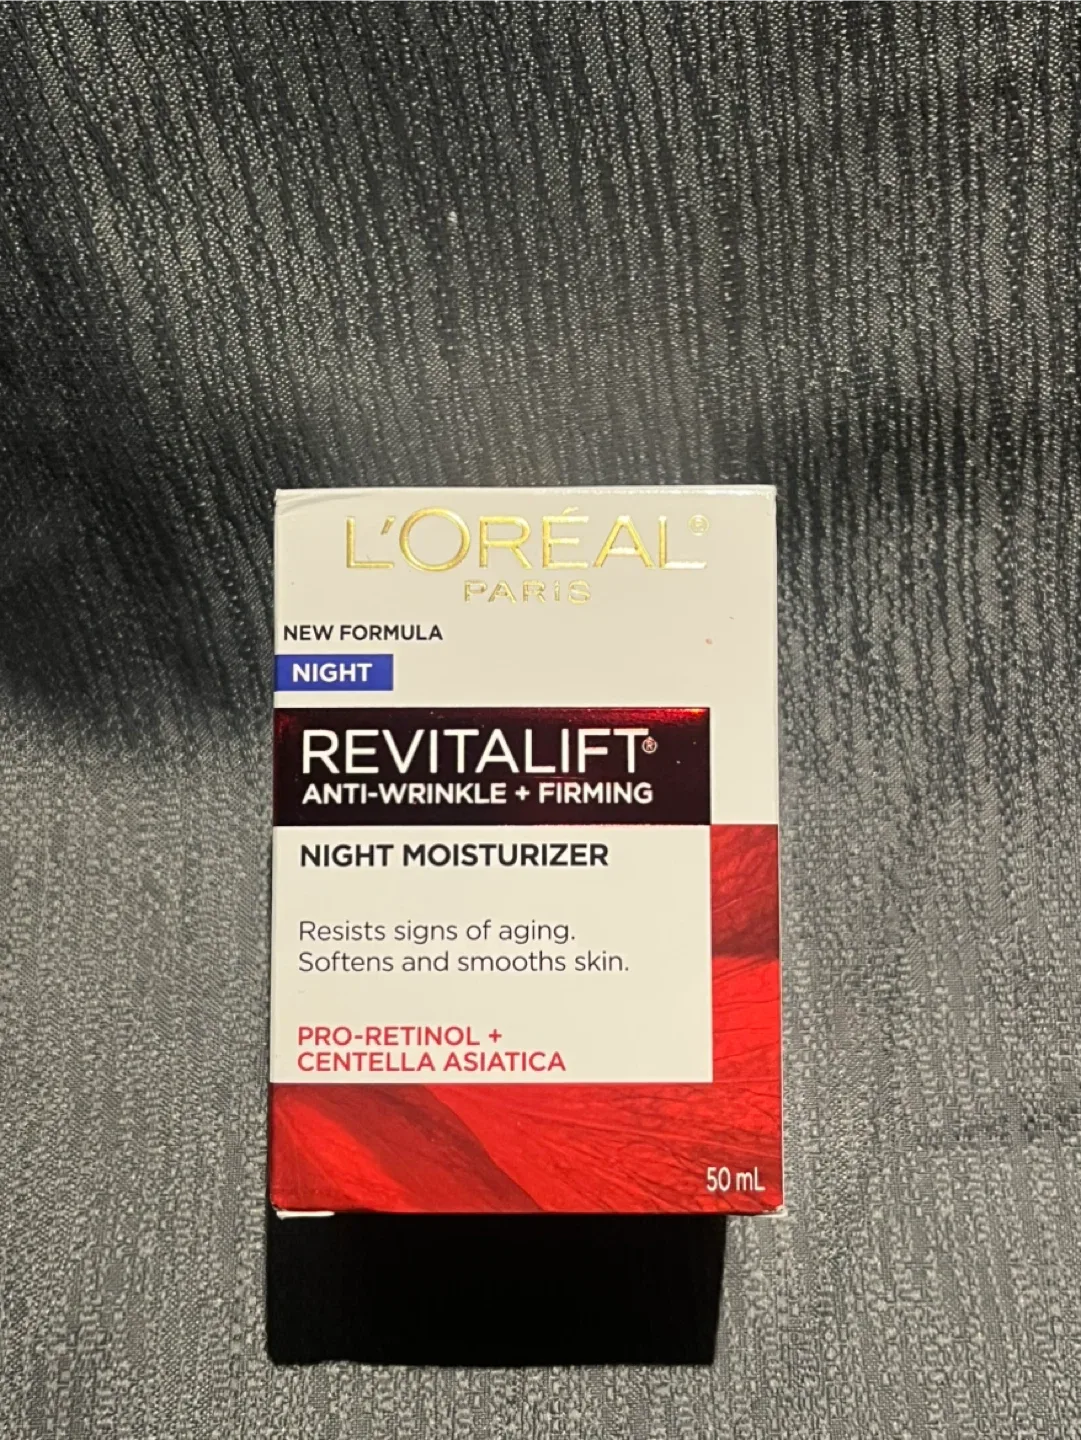 L'ORÉAL®
PARIS
NEW FORMULA
NIGHT
REVITALIFT®
ANTI-WRINKLE + FIRMING
NIGHT MOISTURIZER
Resists signs of aging.
Softens and smooths skin.
PRO-RETINOL +
CENTELLA ASIATICA
50 mL